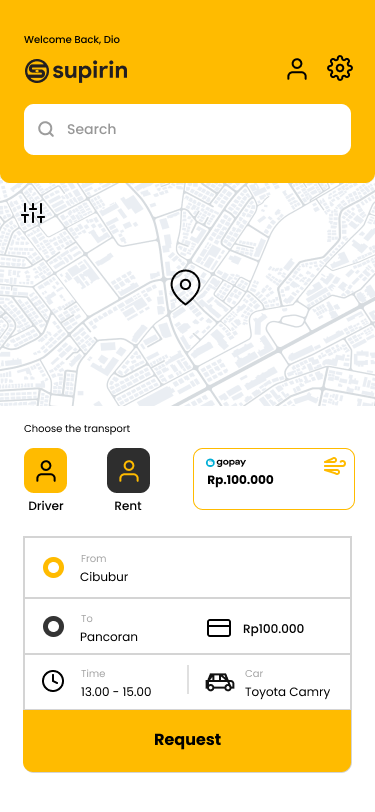 Welcome Back, Dio
supirin
Search
Choose the transport
Driver
Rent
gopay
Rp.100.000
From
Cibubur
To
Pancoran
Rp100.000
Time
13.00 - 15.00
Car
Toyota Camry
Request